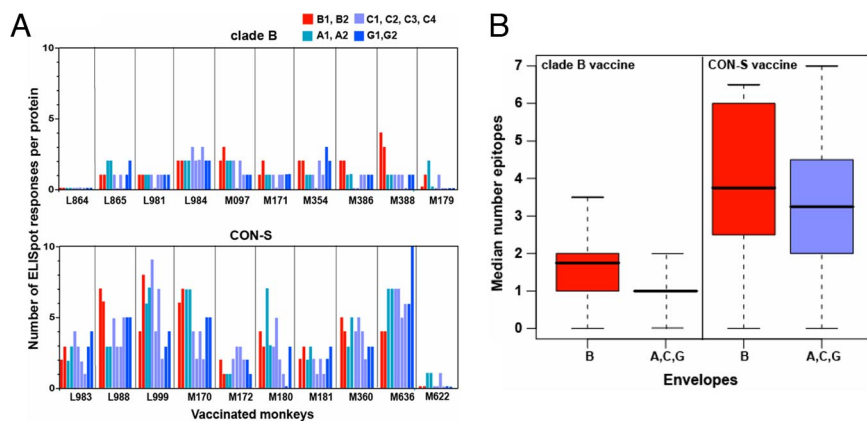 A
B1, B2 C1, C2, C3, C4
A1, A2 G1,G2
clade B
10
5
0
L864 L865 L981 L984 M097 M171 M354 M386 M388 M179
CON-S
10
5
0
L983 L988 L999 M170 M172 M180 M181 M360 M636 M622
Vaccinated monkeys
Number of ELISpot responses per protein
B
clade B vaccine CON-S vaccine
7
6
5
4
3
2
1
0
Median number epitopes
B A,C,G B A,C,G
Envelopes